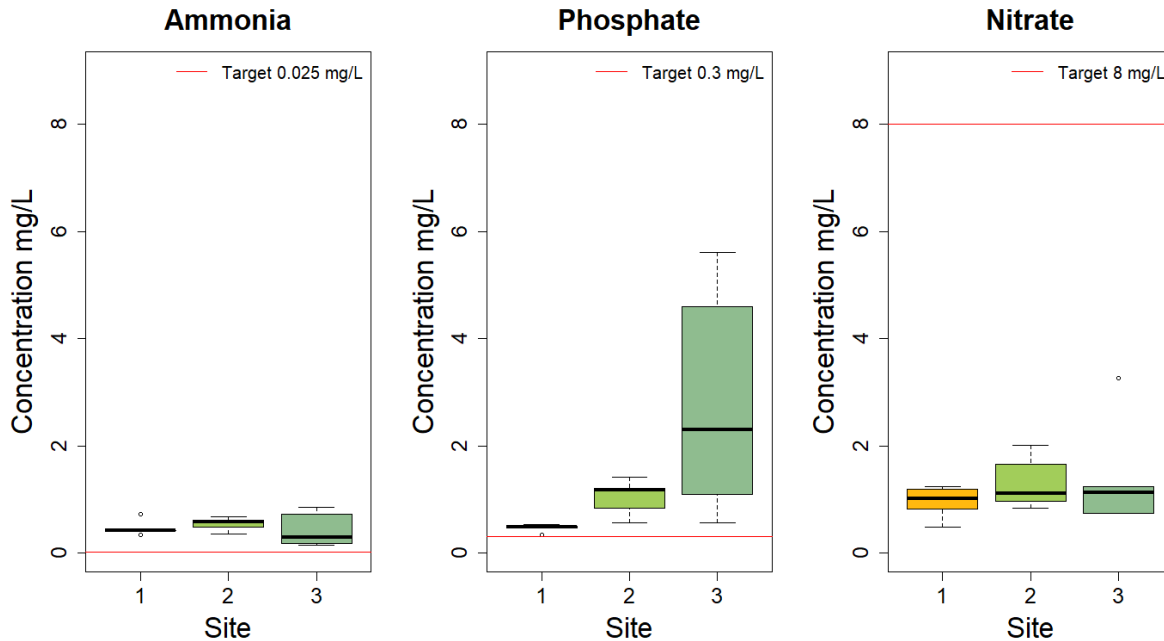 Ammonia
Target 0.025 mg/L
Concentration mg/L
8
6
4
2
0
1 2 3
Site
Phosphate
Target 0.3 mg/L
Concentration mg/L
8
6
4
2
0
1 2 3
Site
Nitrate
Target 8 mg/L
Concentration mg/L
8
6
4
2
0
1 2 3
Site